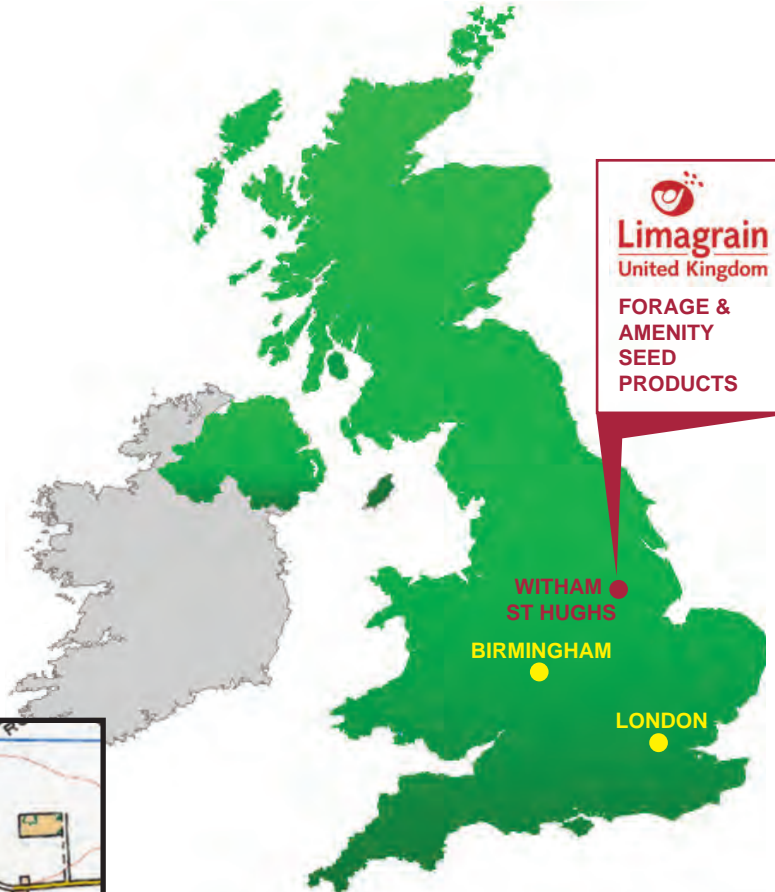 Limagrain
United Kingdom
FORAGE &
AMENITY
SEED
PRODUCTS
WITHAM
ST HUGHS
BIRMINGHAM
LONDON